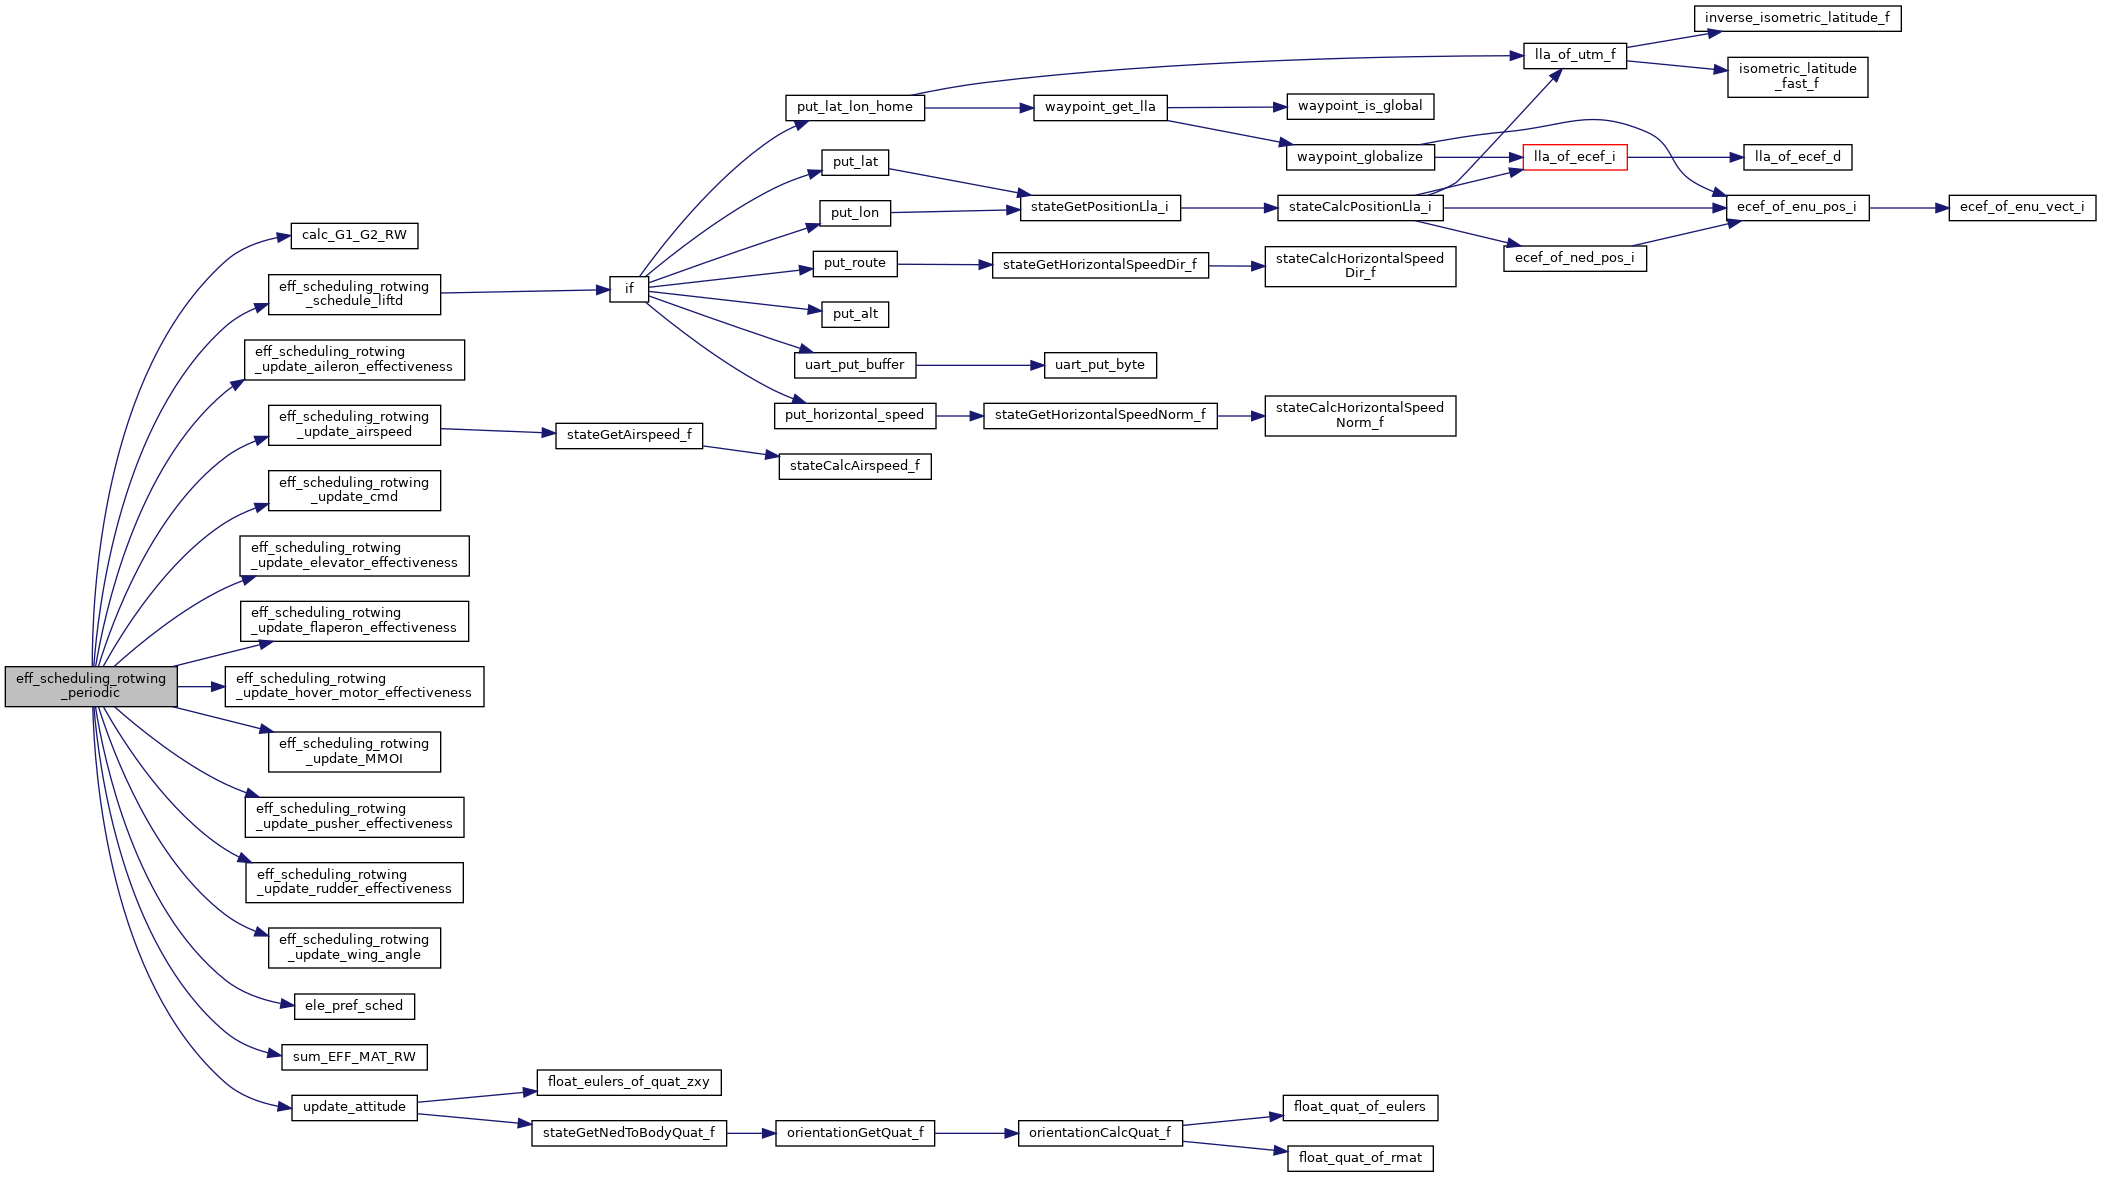 eff_scheduling_rotwing
_periodic
calc_G1_G2_RW
eff_scheduling_rotwing
_schedule_liftd
eff_scheduling_rotwing
_update_aileron_effectiveness
eff_scheduling_rotwing
_update_airspeed
eff_scheduling_rotwing
_update_cmd
eff_scheduling_rotwing
_update_elevator_effectiveness
eff_scheduling_rotwing
_update_flaperon_effectiveness
eff_scheduling_rotwing
_update_hover_motor_effectiveness
eff_scheduling_rotwing
_update_MMOI
eff_scheduling_rotwing
_update_pusher_effectiveness
eff_scheduling_rotwing
_update_rudder_effectiveness
eff_scheduling_rotwing
_update_wing_angle
ele_pref_sched
sum_EFF_MAT_RW
update_attitude
if
stateGetAirspeed_f
stateCalcAirspeed_f
float_eulers_of_quat_zxy
stateGetNedToBodyQuat_f
orientationGetQuat_f
orientationCalcQuat_f
float_quat_of_eulers
float_quat_of_rmat
put_lat_lon_home
put_lat
put_lon
put_route
put_alt
uart_put_buffer
put_horizontal_speed
waypoint_get_lla
stateGetPositionLla_i
stateGetHorizontalSpeedDir_f
uart_put_byte
stateGetHorizontalSpeedNorm_f
waypoint_is_global
waypoint_globalize
stateCalcPositionLla_i
stateCalcHorizontalSpeed
Dir_f
stateCalcHorizontalSpeed
Norm_f
lla_of_utm_f
lla_of_ecef_i
ecef_of_ned_pos_i
inverse_isometric_latitude_f
isometric_latitude
_fast_f
lla_of_ecef_d
ecef_of_enu_pos_i
ecef_of_enu_vect_i